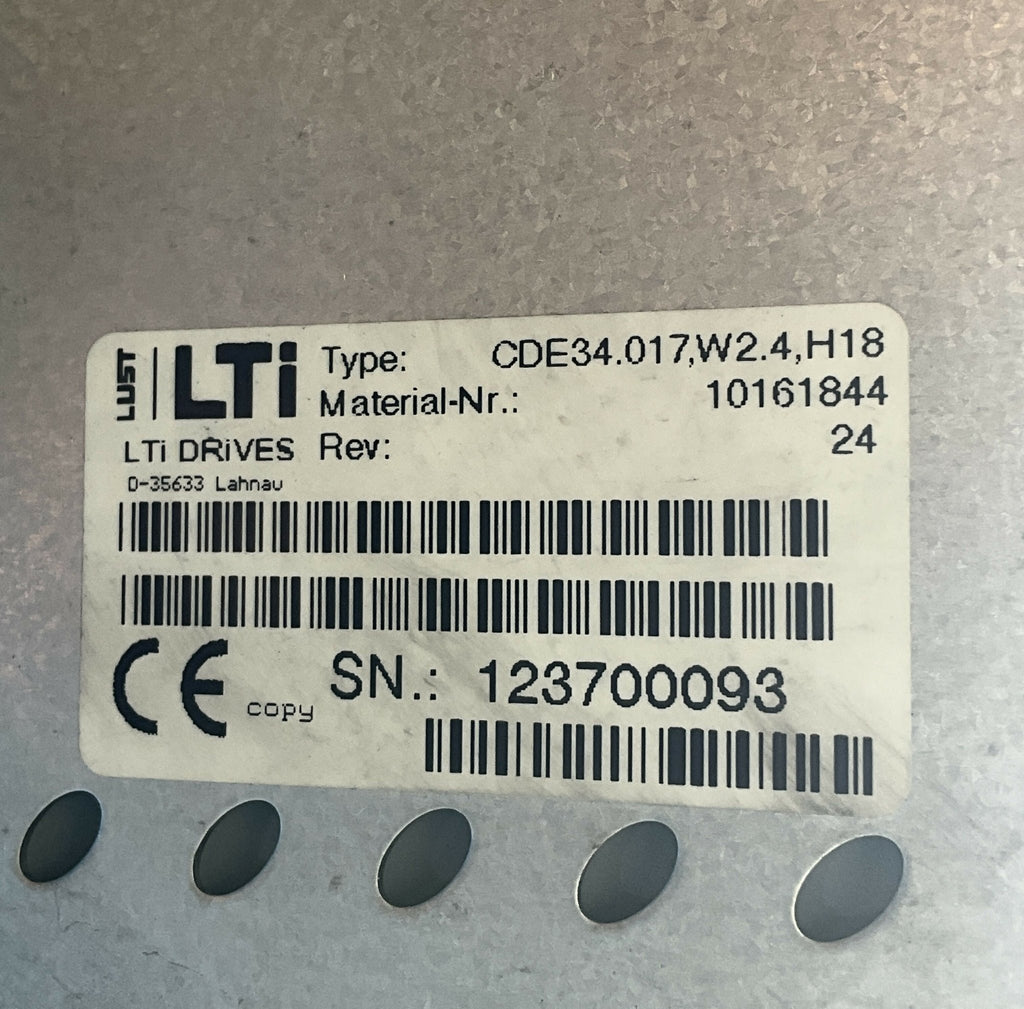 LUST LTi
Type: CDE34.017,W2.4,H18
Material-Nr.: 10161844
LTi DRiVES Rev: 24
D-35633 Lahnau
CE copy SN.: 123700093